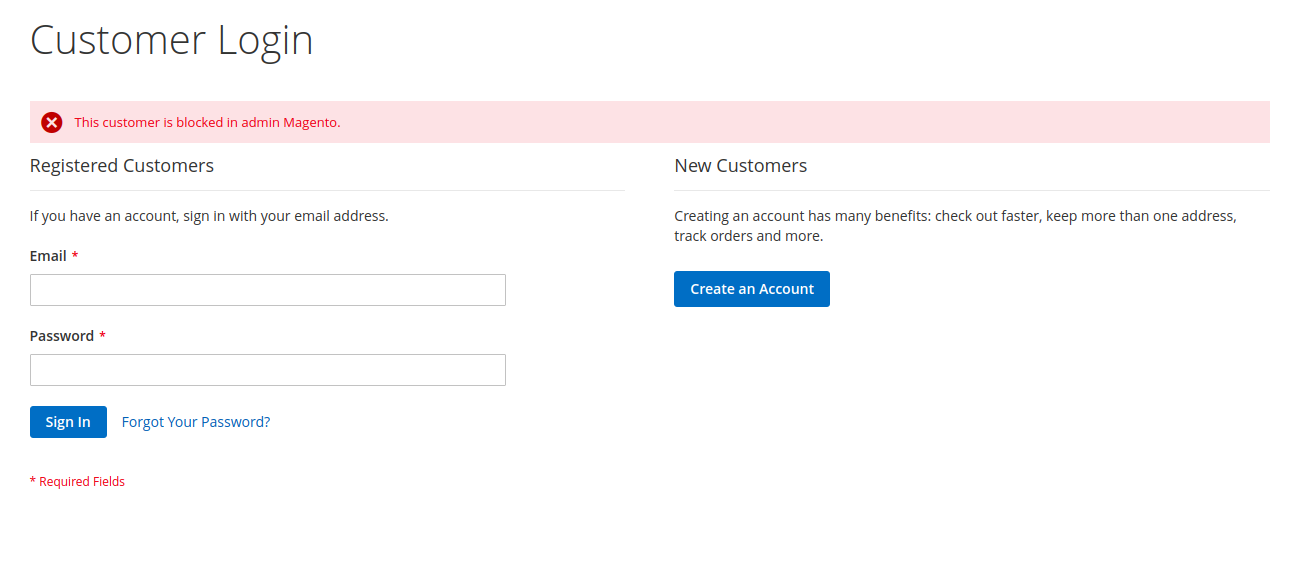 Customer Login
This customer is blocked in admin Magento.
Registered Customers
If you have an account, sign in with your email address.
Email *
Password *
Sign In
Forgot Your Password?
* Required Fields
New Customers
Creating an account has many benefits: check out faster, keep more than one address,
track orders and more.
Create an Account